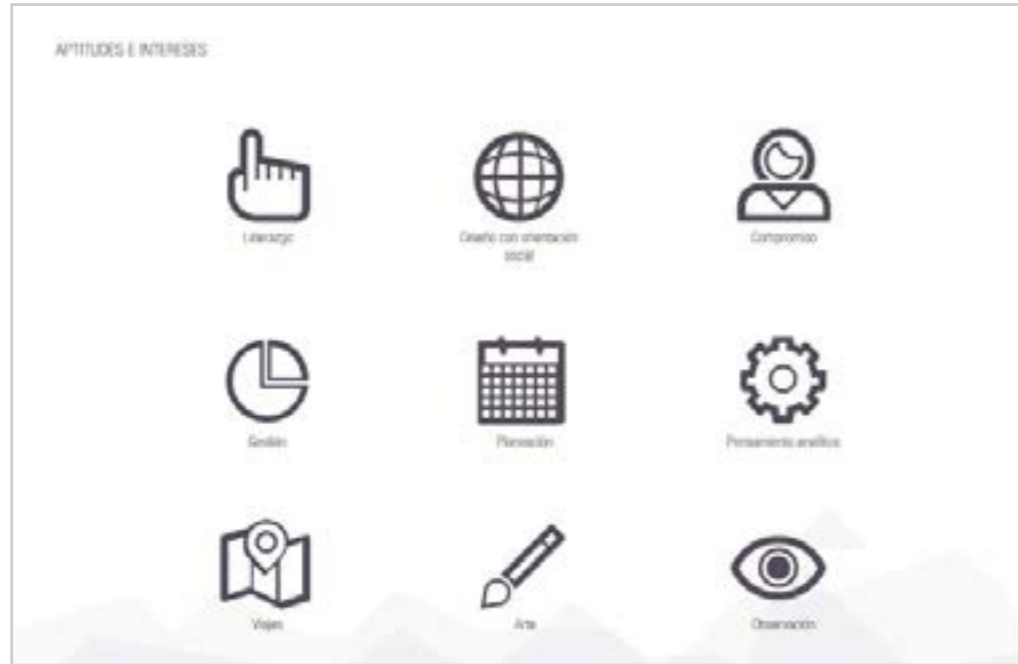 APTITUDES E INTERESES
Liderazgo
Diseño con orientación
social
Compromiso
Gestión
Planeación
Pensamiento analítico
Viajes
Arte
Observación